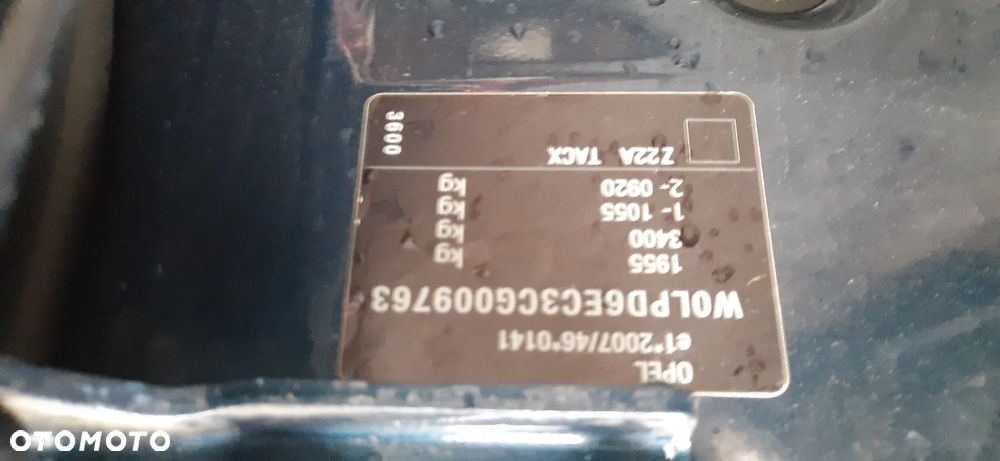 OPEL
e1*2007/46*0141
W0LPD6EC3CG009763
1955 kg
3400 kg
1- 1055 kg
2- 0920 kg
Z22A TACX
3600
OTOMOTO